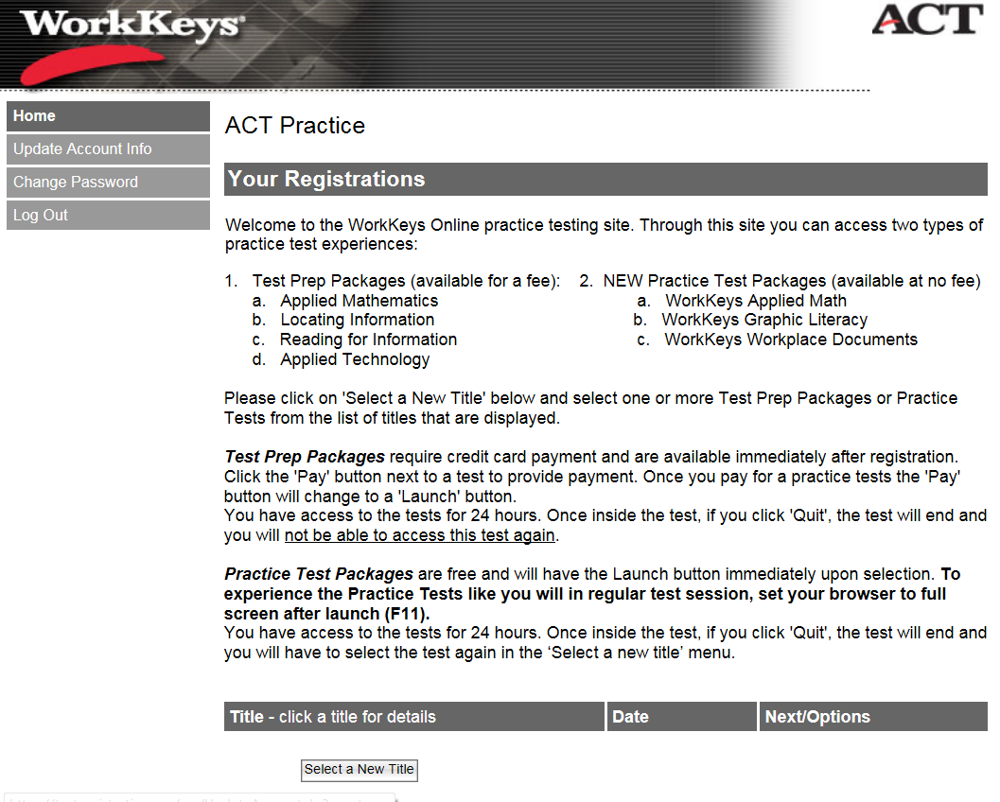 WorkKeys®
ACT
Home
Update Account Info
Change Password
Log Out
ACT Practice
Your Registrations
Welcome to the WorkKeys Online practice testing site. Through this site you can access two types of
practice test experiences:
1. Test Prep Packages (available for a fee):
a. Applied Mathematics
b. Locating Information
c. Reading for Information
d. Applied Technology
2. NEW Practice Test Packages (available at no fee)
a. WorkKeys Applied Math
b. WorkKeys Graphic Literacy
c. WorkKeys Workplace Documents
Please click on 'Select a New Title' below and select one or more Test Prep Packages or Practice
Tests from the list of titles that are displayed.
Test Prep Packages require credit card payment and are available immediately after registration.
Click the 'Pay' button next to a test to provide payment. Once you pay for a practice tests the 'Pay'
button will change to a 'Launch' button.
You have access to the tests for 24 hours. Once inside the test, if you click 'Quit', the test will end and
you will not be able to access this test again.
Practice Test Packages are free and will have the Launch button immediately upon selection. To
experience the Practice Tests like you will in regular test session, set your browser to full
screen after launch (F11).
You have access to the tests for 24 hours. Once inside the test, if you click 'Quit', the test will end and
you will have to select the test again in the ‘Select a new title’ menu.
Title - click a title for details
Date
Next/Options
Select a New Title